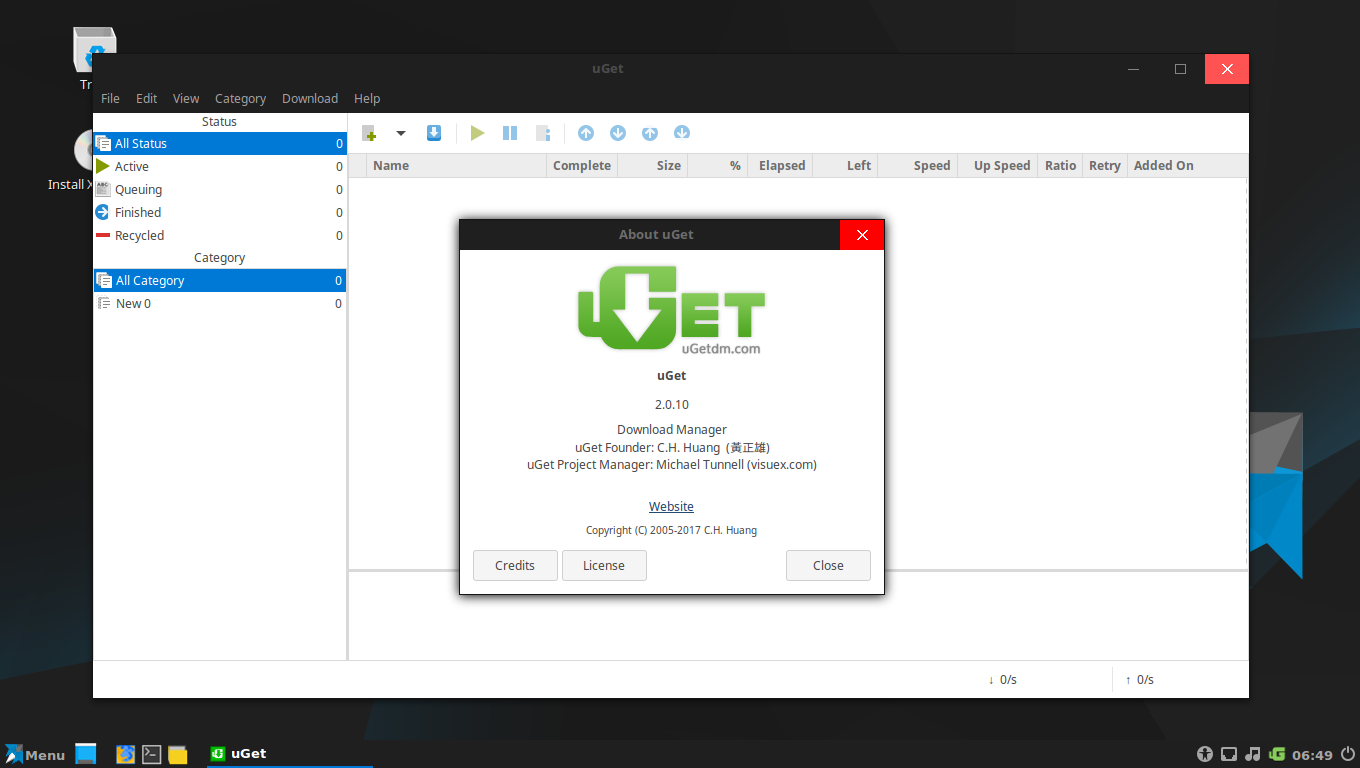 Tr
Install X
uGet
File Edit View Category Download Help
Status
All Status 0
Active 0
Queuing 0
Finished 0
Recycled 0
Category
All Category 0
New 0 0
Name Complete Size % Elapsed Left Speed Up Speed Ratio Retry Added On
About uGet
uGET
uGetdm.com
uGet
2.0.10
Download Manager
uGet Founder: C.H. Huang (黃正雄)
uGet Project Manager: Michael Tunnell (visuex.com)
Website
Copyright (C) 2005-2017 C.H. Huang
Credits License Close
↓ 0/s ↑ 0/s
Menu uGet 06:49